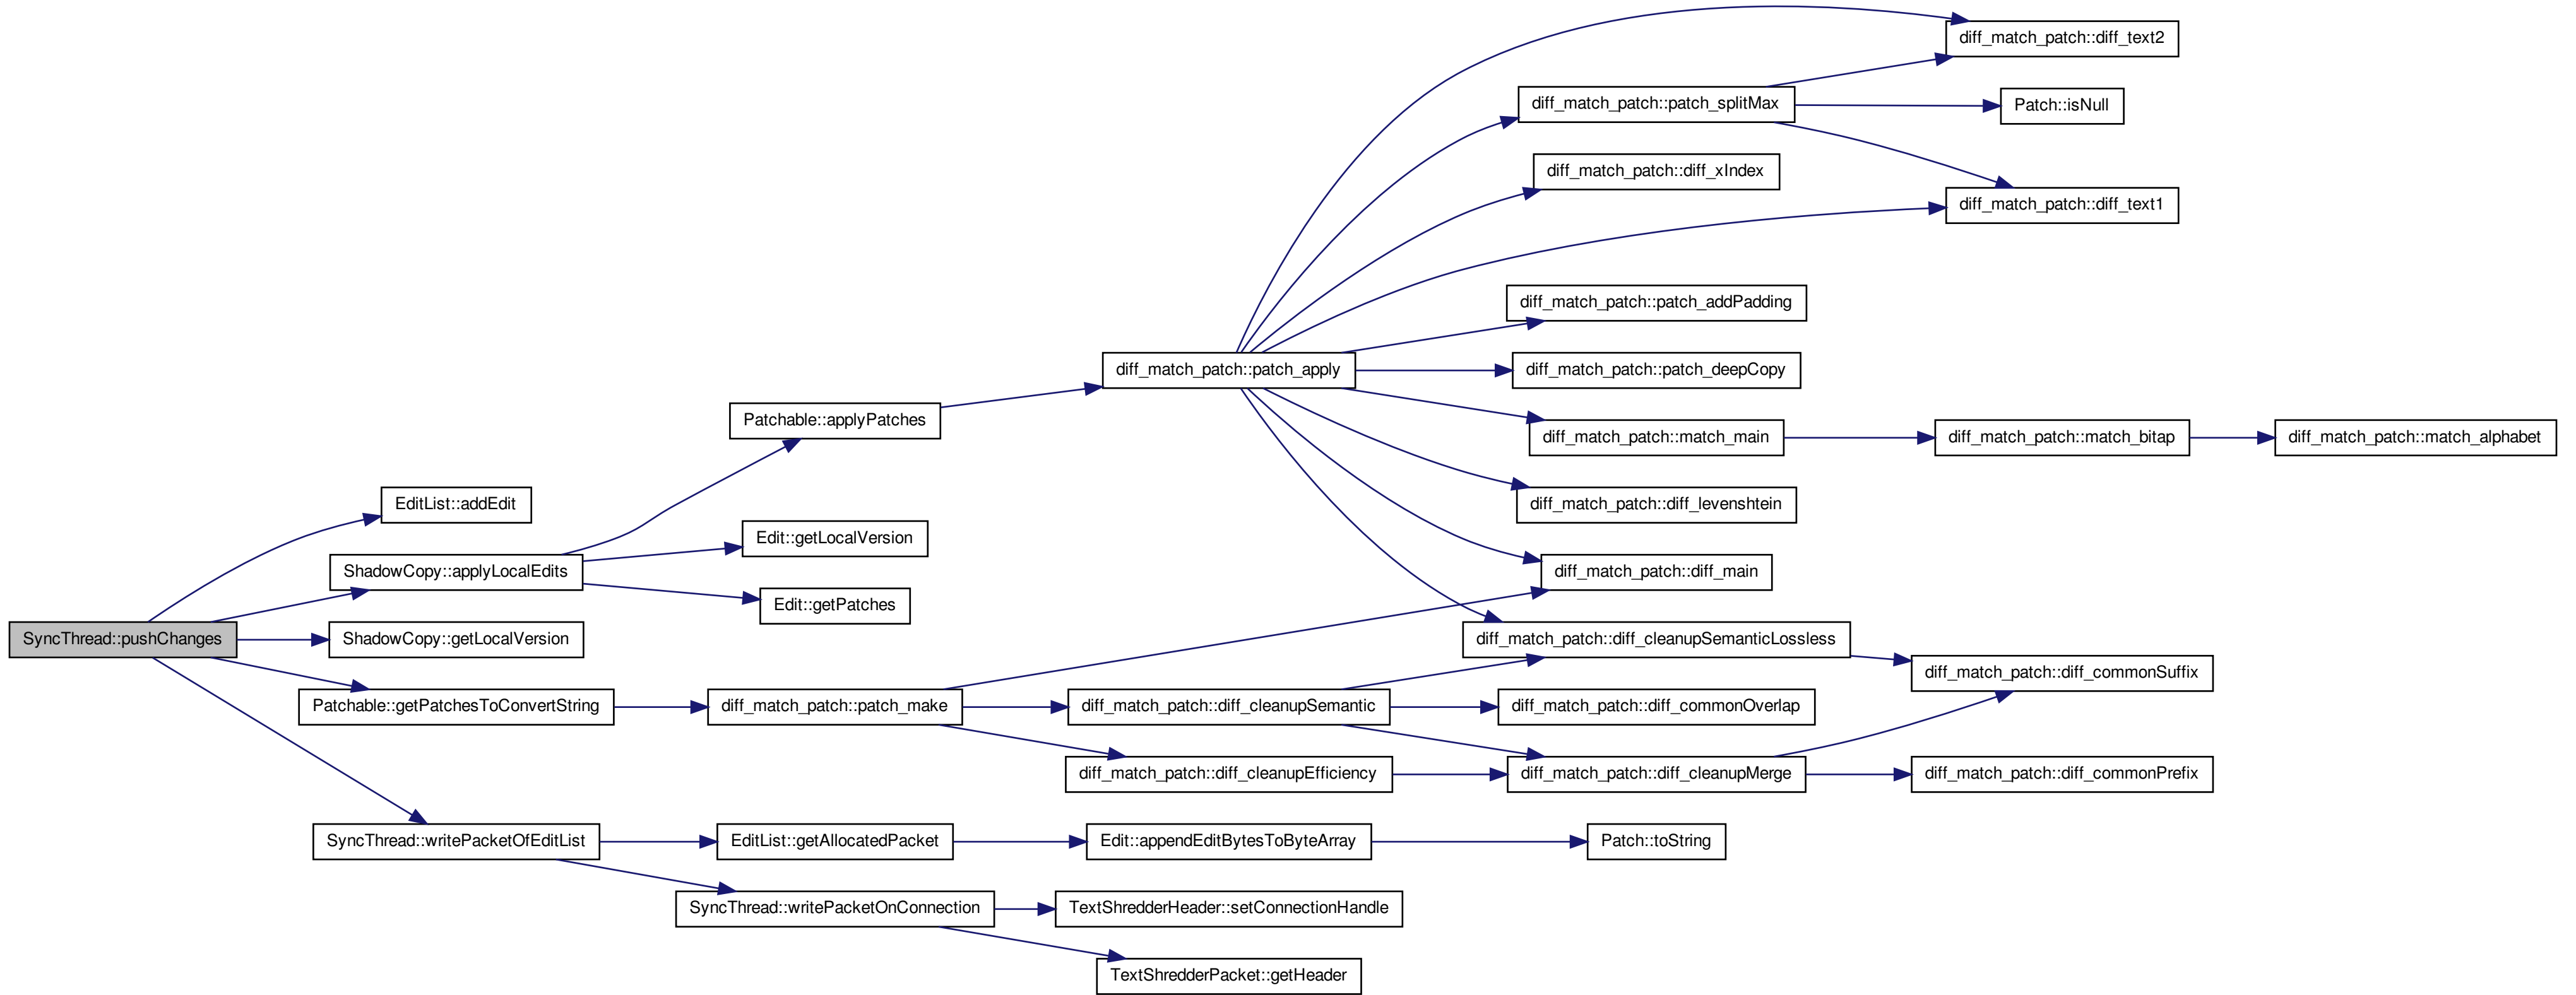 diff_match_patch::diff_text2
diff_match_patch::patch_splitMax
Patch::isNull
diff_match_patch::diff_xIndex
diff_match_patch::diff_text1
diff_match_patch::patch_addPadding
diff_match_patch::patch_apply
diff_match_patch::patch_deepCopy
Patchable::applyPatches
diff_match_patch::match_main
diff_match_patch::match_bitap
diff_match_patch::match_alphabet
EditList::addEdit
diff_match_patch::diff_levenshtein
Edit::getLocalVersion
ShadowCopy::applyLocalEdits
diff_match_patch::diff_main
Edit::getPatches
SyncThread::pushChanges
ShadowCopy::getLocalVersion
diff_match_patch::diff_cleanupSemanticLossless
diff_match_patch::diff_commonSuffix
Patchable::getPatchesToConvertString
diff_match_patch::patch_make
diff_match_patch::diff_cleanupSemantic
diff_match_patch::diff_commonOverlap
diff_match_patch::diff_cleanupEfficiency
diff_match_patch::diff_cleanupMerge
diff_match_patch::diff_commonPrefix
SyncThread::writePacketOfEditList
EditList::getAllocatedPacket
Edit::appendEditBytesToByteArray
Patch::toString
SyncThread::writePacketOnConnection
TextShredderHeader::setConnectionHandle
TextShredderPacket::getHeader